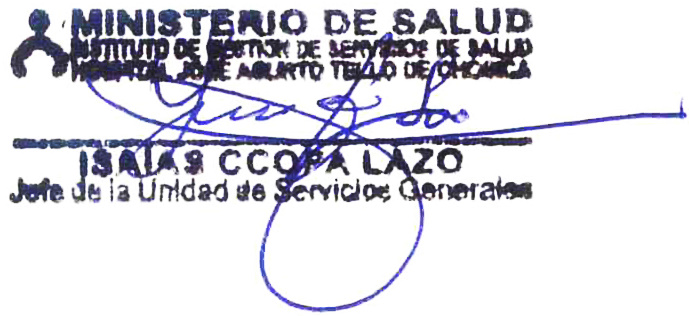 MINISTERIO DE SALUD
INSTITUTO DE GESTION DE SERVICIOS DE SALUD
HOSPITAL JOSE AGURTO TELLO DE CHOSICA
ISAIAS CCOPA LAZO
Jefe de la Unidad de Servicios Generales